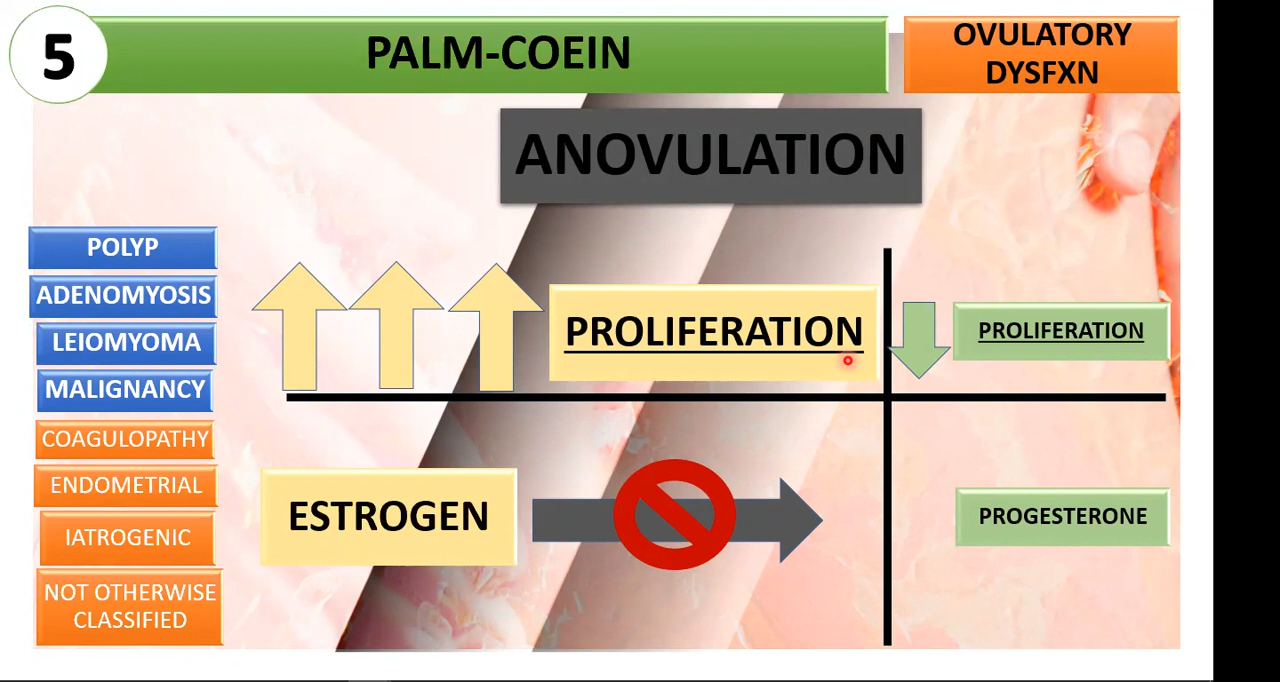 5
PALM-COEIN
OVULATORY
DYSFXN
ANOVULATION
POLYP
ADENOMYOSIS
LEIOMYOMA
MALIGNANCY
COAGULOPATHY
ENDOMETRIAL
IATROGENIC
NOT OTHERWISE
CLASSIFIED
PROLIFERATION
PROLIFERATION
ESTROGEN
PROGESTERONE